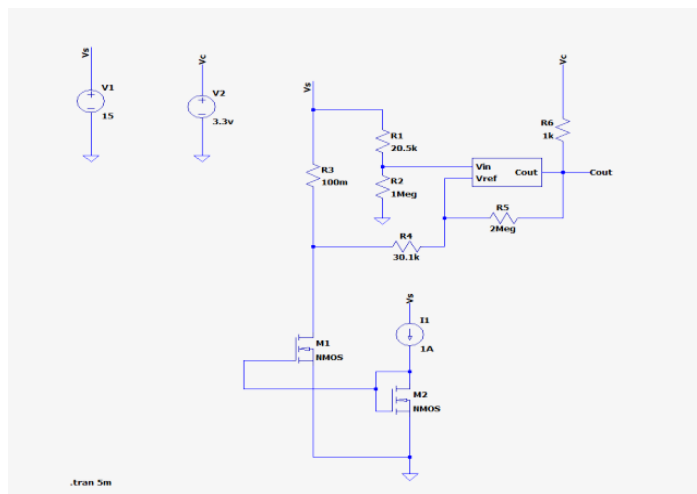 Vs
V1
15
Vc
V2
3.3v
Vs
R3
100m
R1
20.5k
R2
1Meg
Vin
Vref
Cout
Vc
R6
1k
Cout
R5
2Meg
R4
30.1k
Vs
I1
1A
M1
NMOS
M2
NMOS
.tran 5m